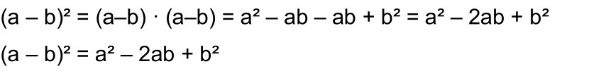 (a – b)² = (a–b) · (a–b) = a² – ab – ab + b² = a² – 2ab + b²
(a – b)² = a² – 2ab + b²